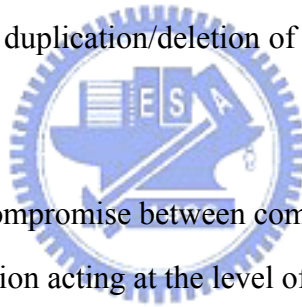 duplication/deletion of
E S A
ompromise between com
ion acting at the level of